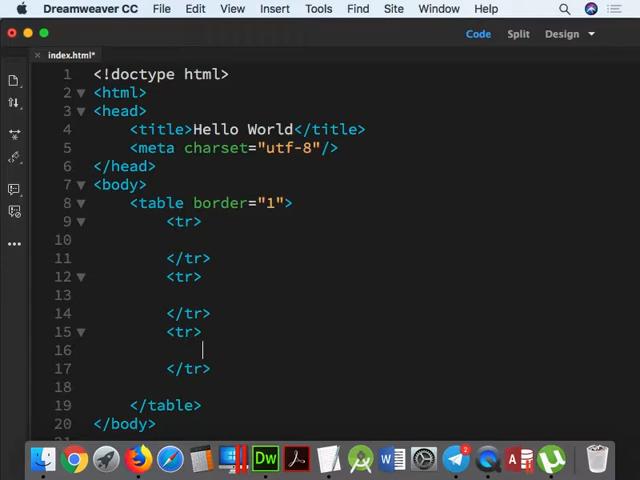 Dreamweaver CC File Edit View Insert Tools Find Site Window Help
Code Split Design
index.html*
1 <!doctype html>
2 <html>
3 <head>
4 <title>Hello World</title>
5 <meta charset="utf-8"/>
6 </head>
7 <body>
8 <table border="1">
9 <tr>
10
11 </tr>
12 <tr>
13
14 </tr>
15 <tr>
16
17 </tr>
18
19 </table>
20 </body>
Dw
W
2
A